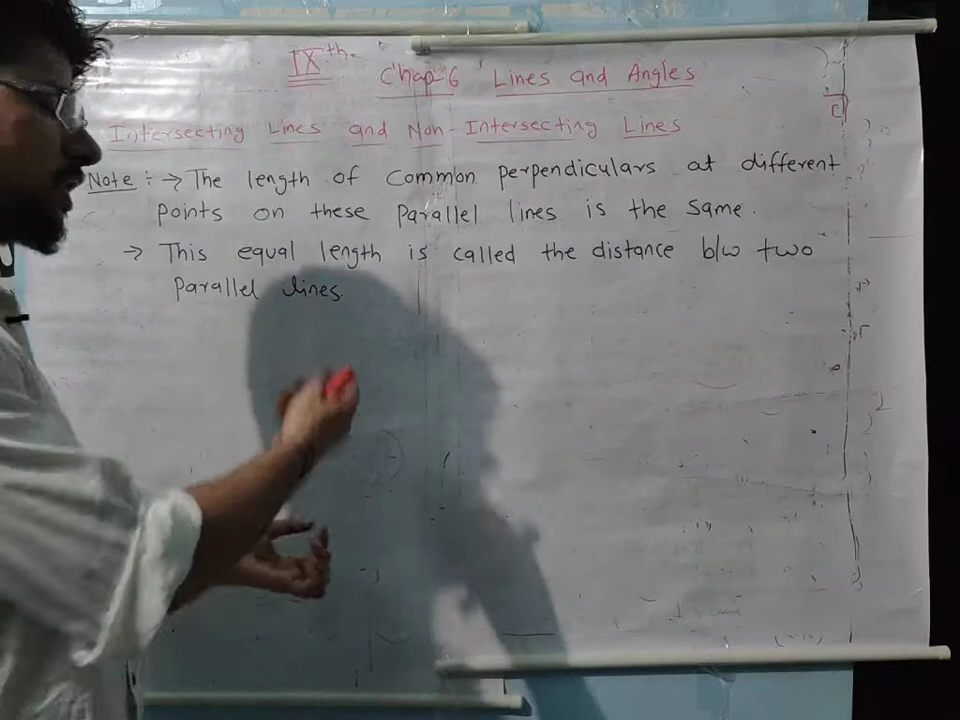 IXth.
Chap-6 Lines and Angles
Intersecting Lines and Non-Intersecting Lines
Note :- → The length of common perpendiculars at different
points on these parallel lines is the same.
→ This equal length is called the distance b/w two
parallel lines.